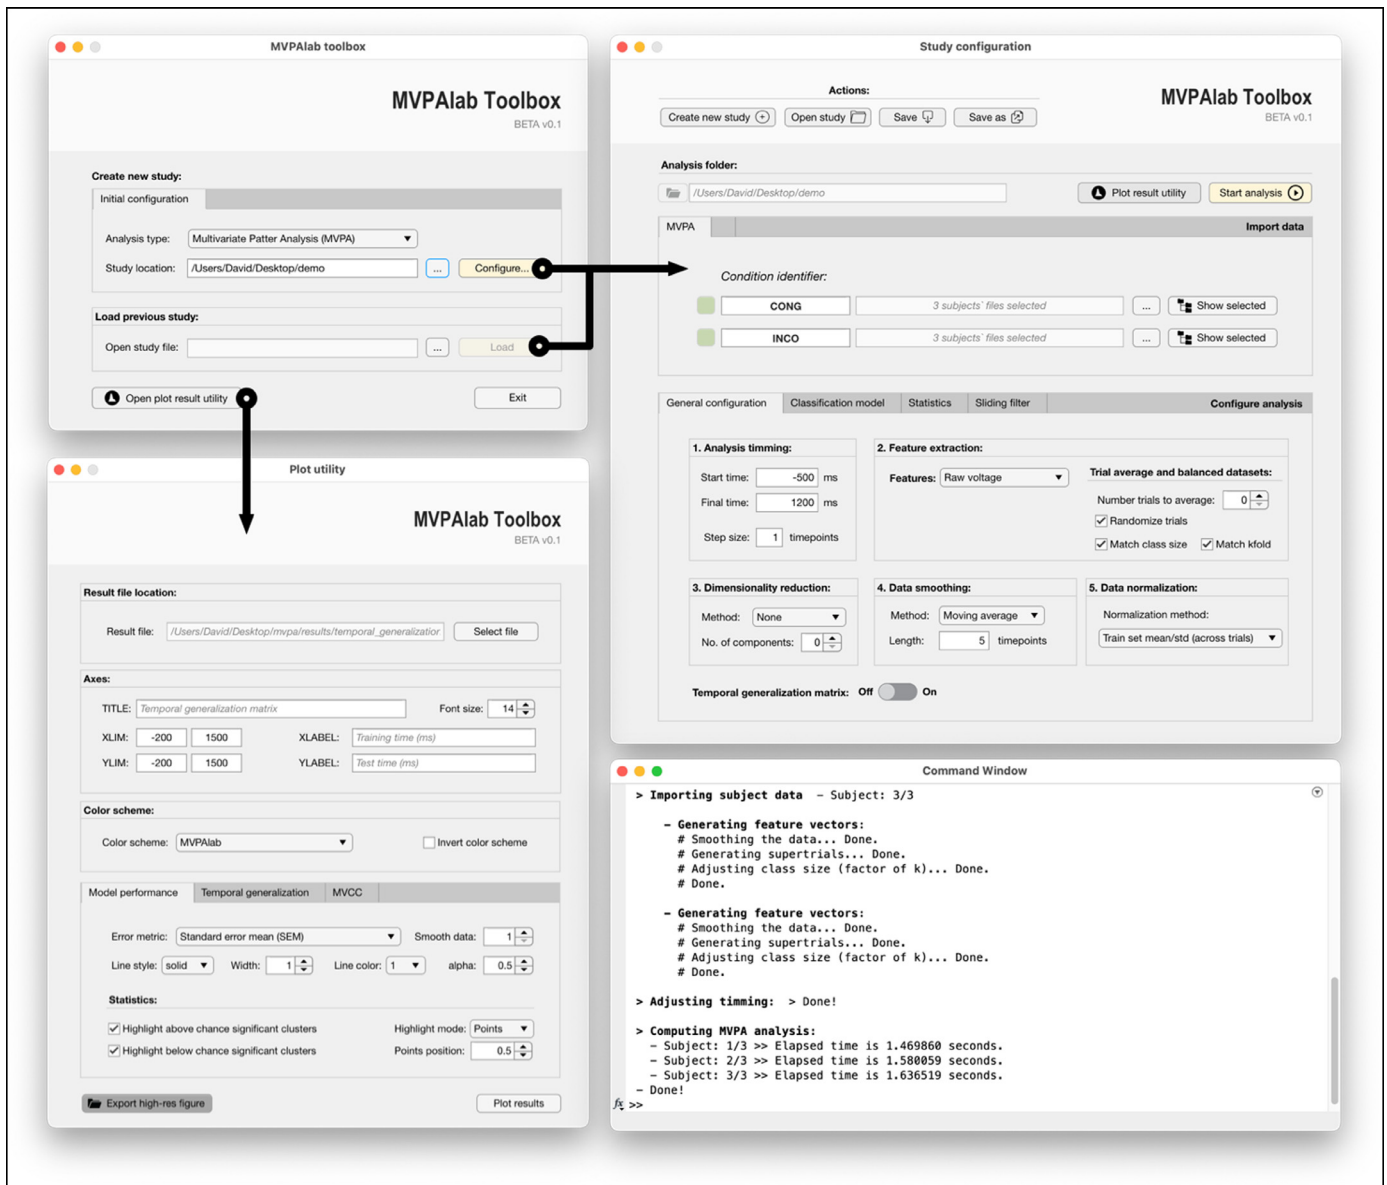 MVPAlab toolbox
MVPAlab Toolbox
BETA v0.1
Create new study:
Initial configuration
Analysis type: Multivariate Patter Analysis (MVPA)
Study location: /Users/David/Desktop/demo ... Configure...
Load previous study:
Open study file: ... Load
Open plot result utility Exit
Study configuration
Actions:
Create new study Open study Save Save as
MVPAlab Toolbox
BETA v0.1
Analysis folder:
/Users/David/Desktop/demo Plot result utility Start analysis
MVPA Import data
Condition identifier:
CONG 3 subjects` files selected ... Show selected
INCO 3 subjects` files selected ... Show selected
General configuration Classification model Statistics Sliding filter Configure analysis
1. Analysis timming:
Start time: -500 ms
Final time: 1200 ms
Step size: 1 timepoints
2. Feature extraction:
Features: Raw voltage
Trial average and balanced datasets:
Number trials to average: 0
Randomize trials
Match class size Match kfold
3. Dimensionality reduction:
Method: None
No. of components: 0
4. Data smoothing:
Method: Moving average
Length: 5 timepoints
5. Data normalization:
Normalization method:
Train set mean/std (across trials)
Temporal generalization matrix: Off On
Plot utility
MVPAlab Toolbox
BETA v0.1
Result file location:
Result file: /Users/David/Desktop/mvpa/results/temporal_generalization Select file
Axes:
TITLE: Temporal generalization matrix Font size: 14
XLIM: -200 1500 XLABEL: Training time (ms)
YLIM: -200 1500 YLABEL: Test time (ms)
Color scheme:
Color scheme: MVPAlab Invert color scheme
Model performance Temporal generalization MVCC
Error metric: Standard error mean (SEM) Smooth data: 1
Line style: solid Width: 1 Line color: 1 alpha: 0.5
Statistics:
Highlight above chance significant clusters Highlight mode: Points
Highlight below chance significant clusters Points position: 0.5
Export high-res figure Plot results
Command Window
> Importing subject data – Subject: 3/3
– Generating feature vectors:
# Smoothing the data... Done.
# Generating supertrials... Done.
# Adjusting class size (factor of k)... Done.
# Done.
– Generating feature vectors:
# Smoothing the data... Done.
# Generating supertrials... Done.
# Adjusting class size (factor of k)... Done.
# Done.
> Adjusting timming: > Done!
> Computing MVPA analysis:
– Subject: 1/3 >> Elapsed time is 1.469860 seconds.
– Subject: 2/3 >> Elapsed time is 1.580059 seconds.
– Subject: 3/3 >> Elapsed time is 1.636519 seconds.
– Done!
fx >>